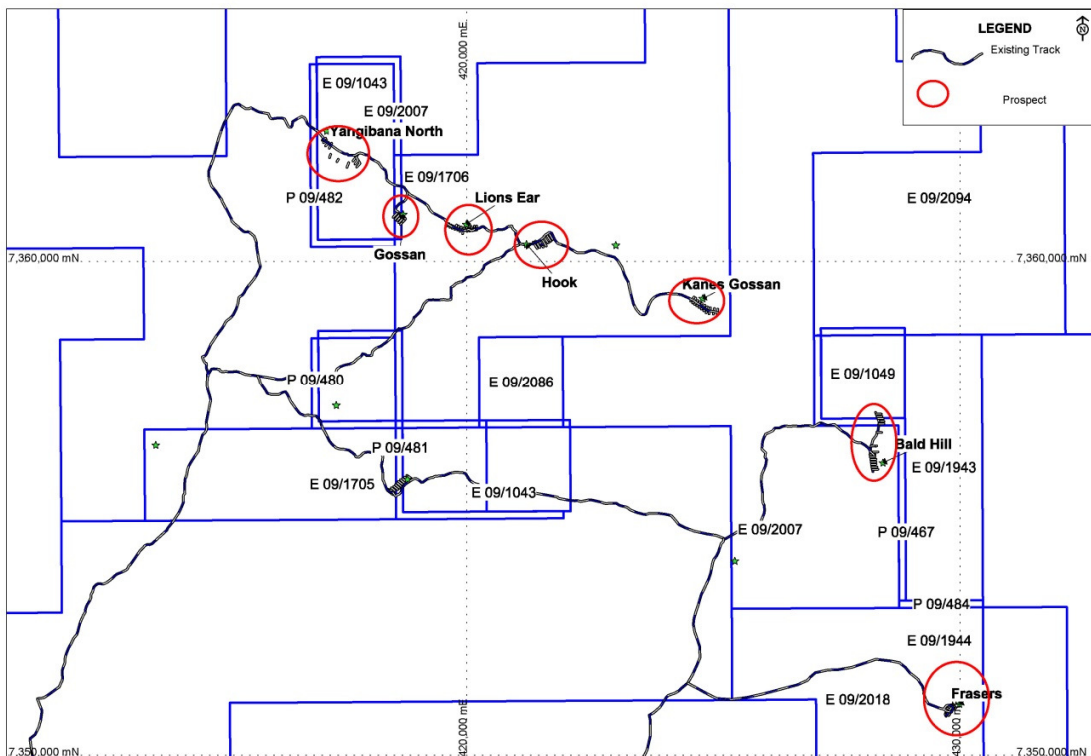 LEGEND
N
Existing Track
Prospect
420,000 mE
E 09/1043
E 09/2007
Yangibana North
E 09/1706
P 09/482
Lions Ear
E 09/2094
Gossan
7,360,000 mN
7,360,000 mN
Hook
Kanes Gossan
P 09/480
E 09/2086
E 09/1049
P 09/481
Bald Hill
E 09/1943
E 09/1705
E 09/1043
E 09/2007
P 09/467
P 09/484
E 09/1944
E 09/2018
Frasers
420,000 mE
430,000 mE
7,350,000 mN
7,350,000 mN